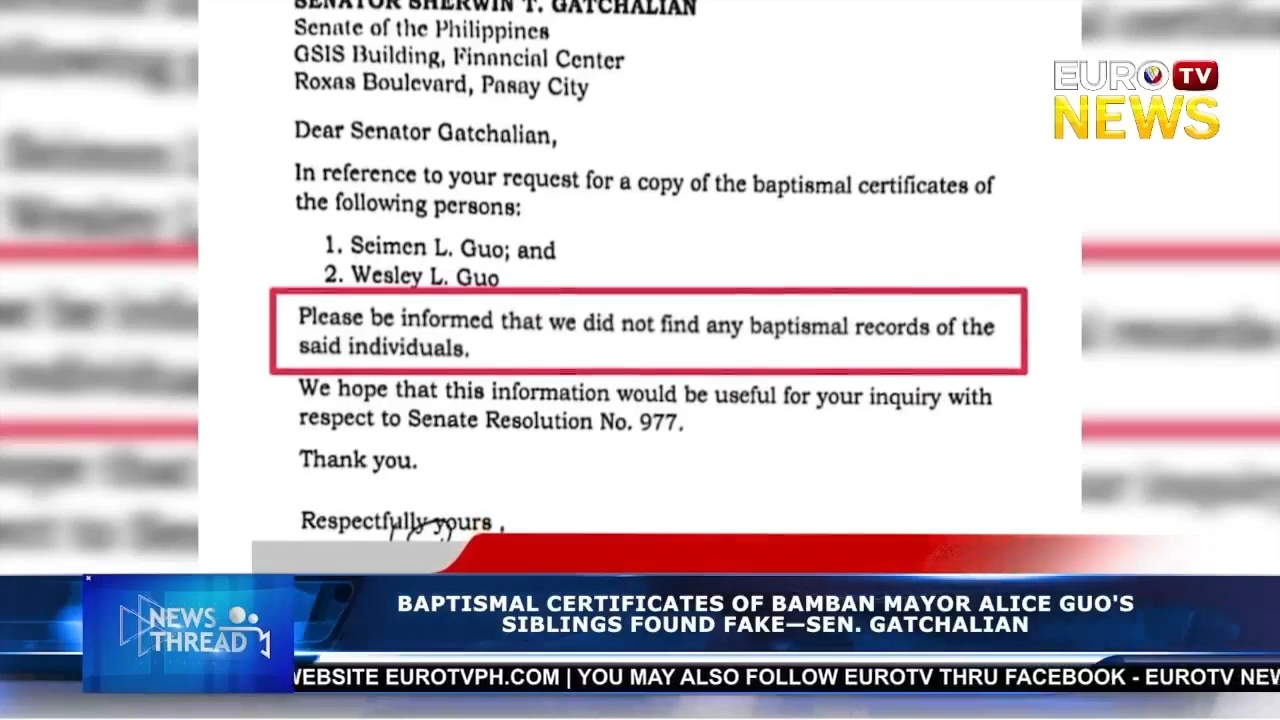 SENATOR SHERWIN T. GATCHALIAN
Senate of the Philippines
GSIS Building, Financial Center
Roxas Boulevard, Pasay City
Dear Senator Gatchalian,
In reference to your request for a copy of the baptismal certificates of
the following persons:
1. Seimen L. Guo; and
2. Wesley L. Guo
Please be informed that we did not find any baptismal records of the
said individuals.
We hope that this information would be useful for your inquiry with
respect to Senate Resolution No. 977.
Thank you.
Respectfully yours ,
EURO TV
NEWS
NEWS
THREAD
BAPTISMAL CERTIFICATES OF BAMBAN MAYOR ALICE GUO'S
SIBLINGS FOUND FAKE—SEN. GATCHALIAN
WEBSITE EUROTVPH.COM | YOU MAY ALSO FOLLOW EUROTV THRU FACEBOOK - EUROTV NEWS